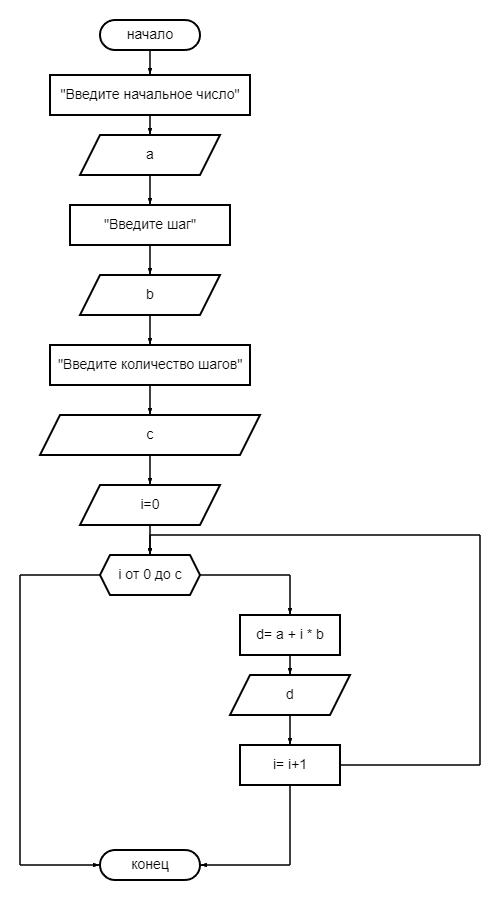 начало
"Введите начальное число"
a
"Введите шаг"
b
"Введите количество шагов"
c
i=0
i от 0 до c
d= a + i * b
d
i= i+1
конец